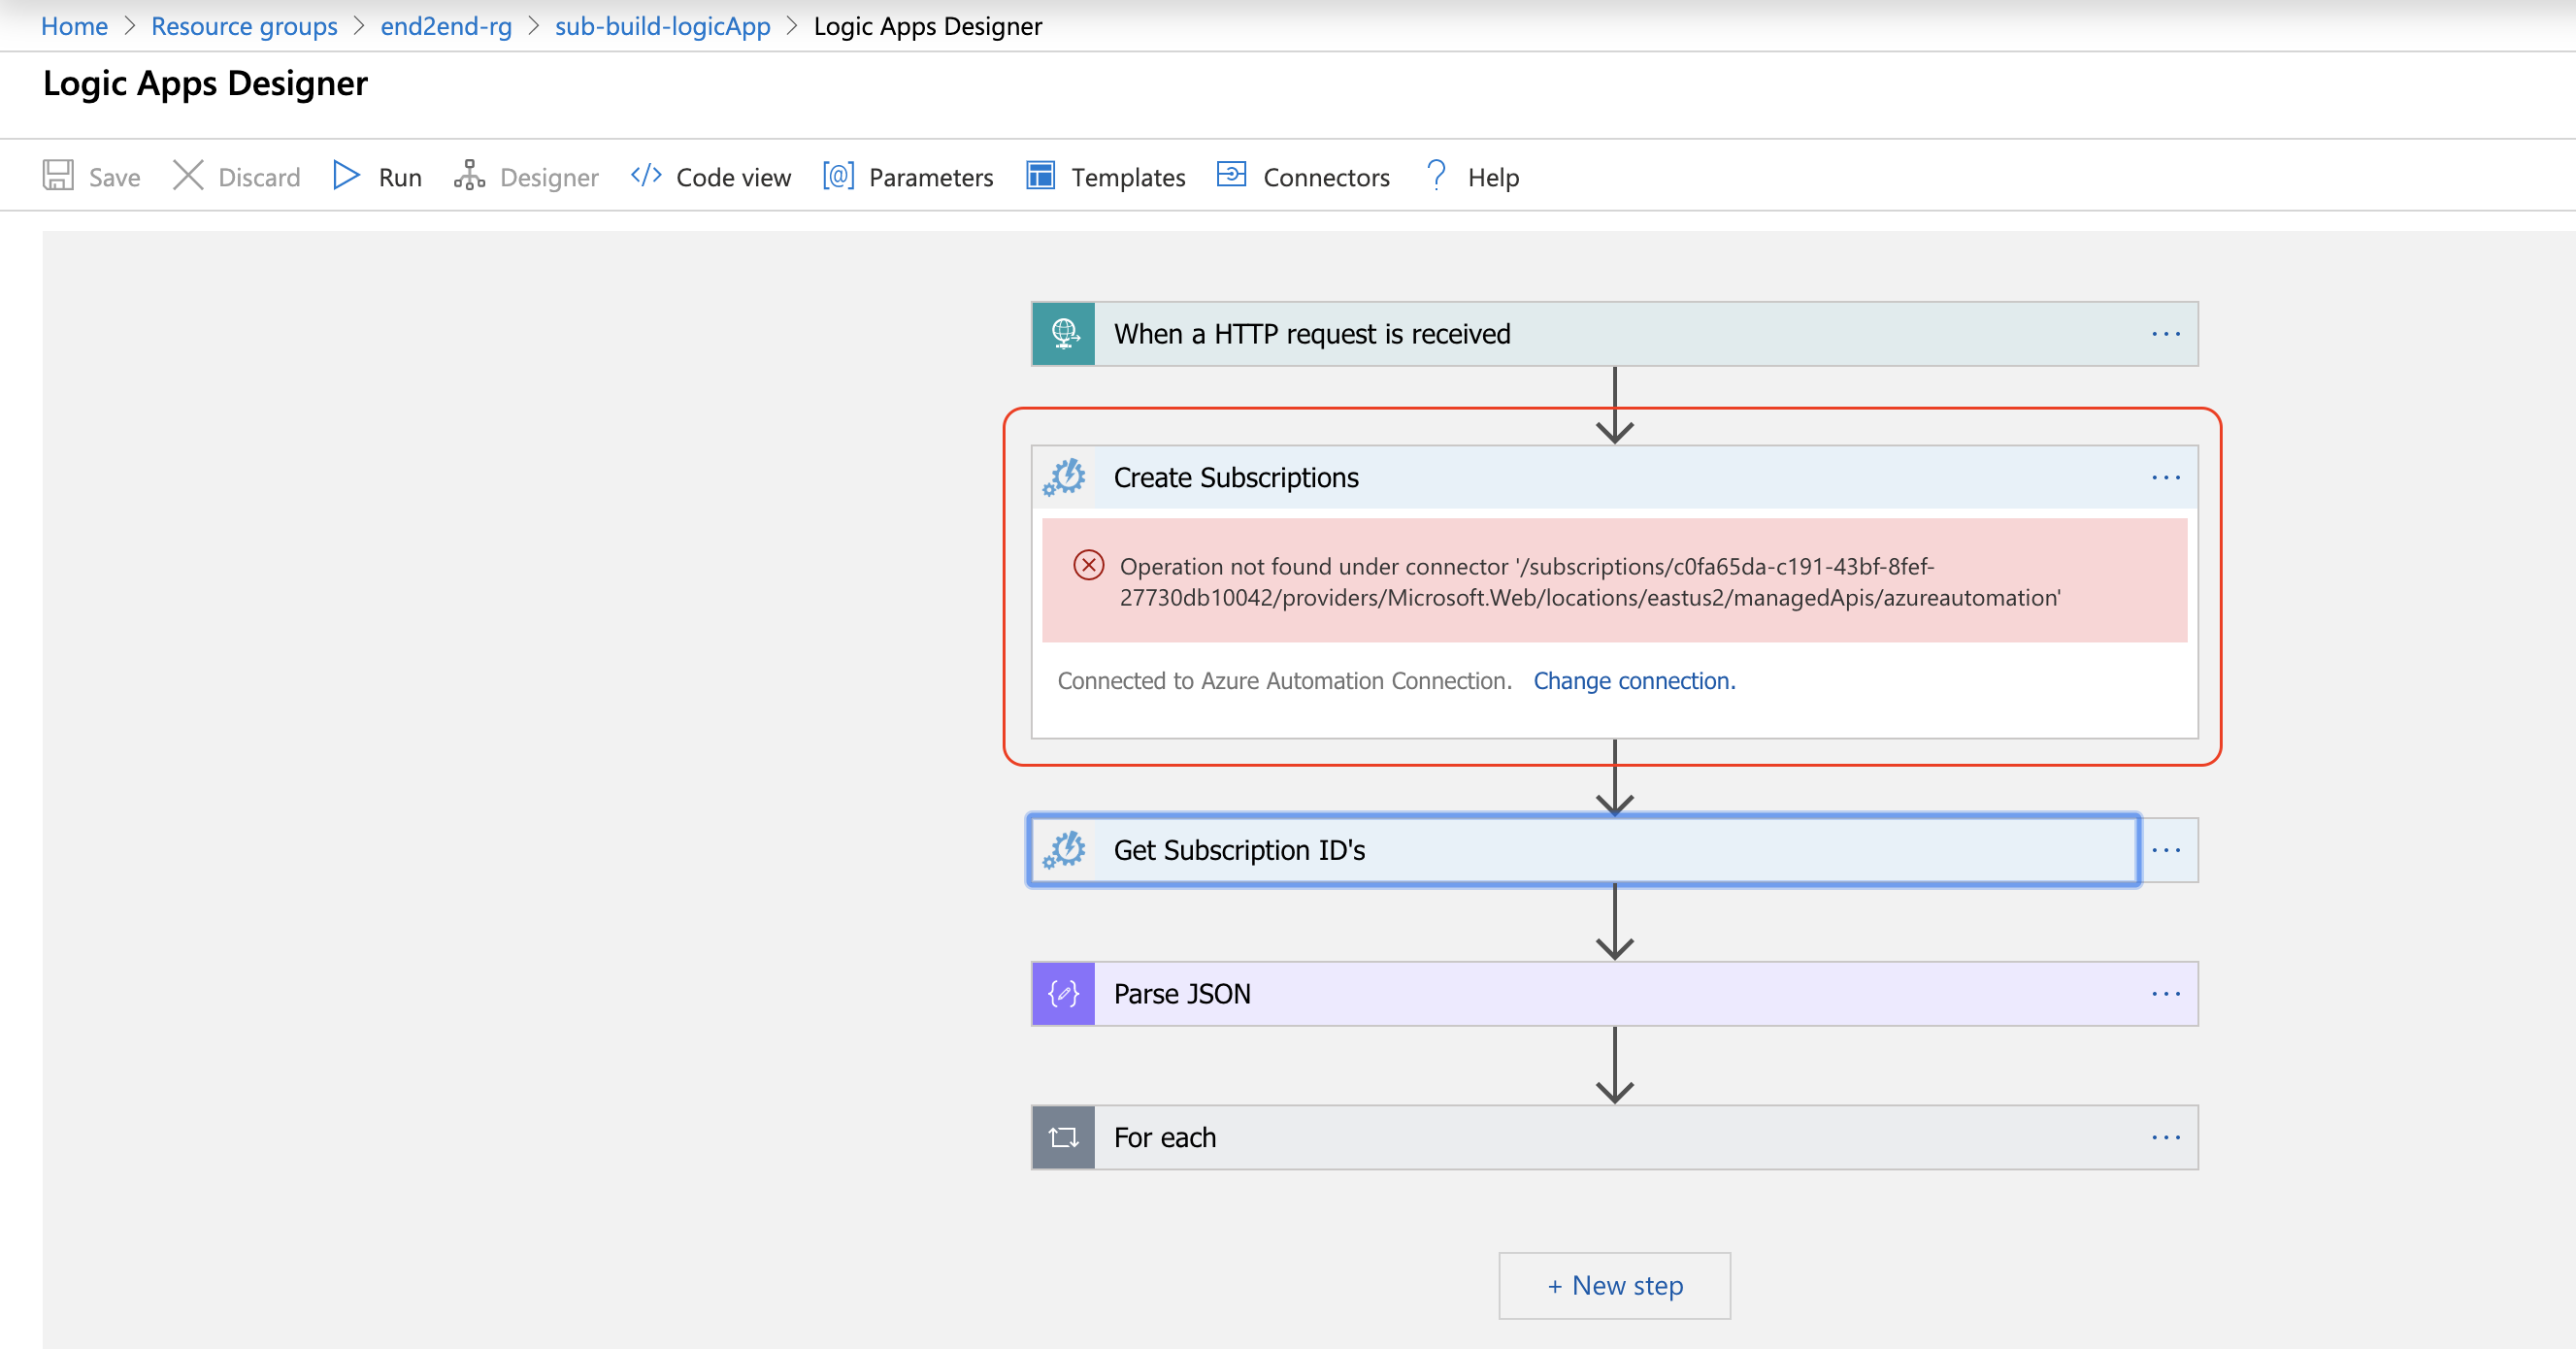 Home > Resource groups > end2end-rg > sub-build-logicApp > Logic Apps Designer
Logic Apps Designer
Save Discard Run Designer </> Code view [@] Parameters Templates Connectors ? Help
When a HTTP request is received ...
Create Subscriptions ...
Operation not found under connector '/subscriptions/c0fa65da-c191-43bf-8fef-
27730db10042/providers/Microsoft.Web/locations/eastus2/managedApis/azureautomation'
Connected to Azure Automation Connection. Change connection.
Get Subscription ID's ...
Parse JSON ...
For each ...
+ New step